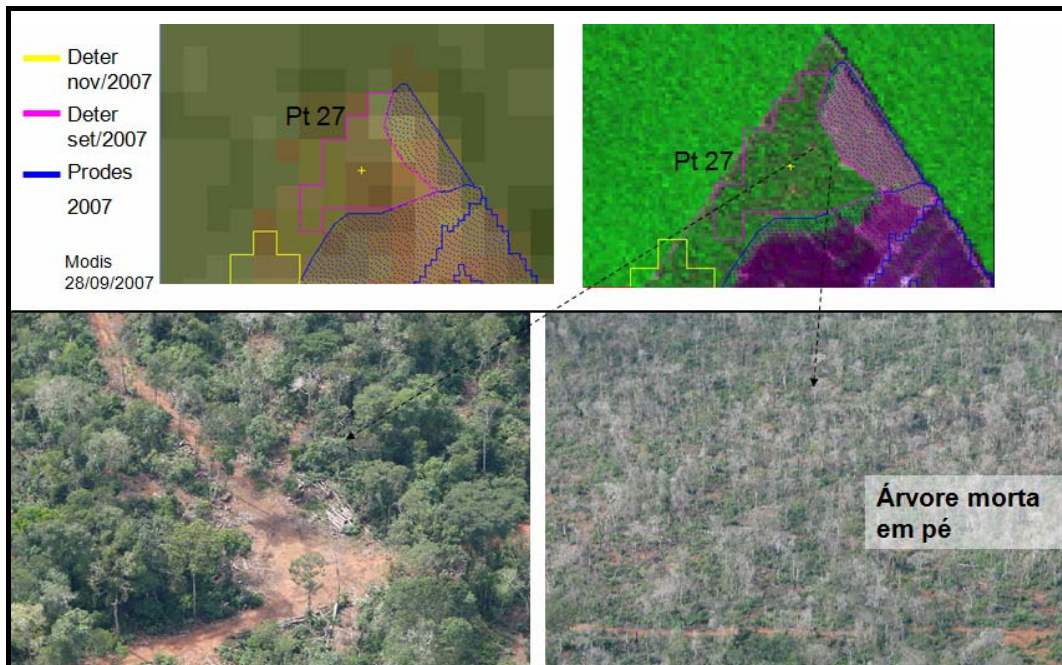 Deter
nov/2007
Deter
set/2007
Prodes
2007
Modis
28/09/2007
Pt 27
Pt 27
Árvore morta
em pé